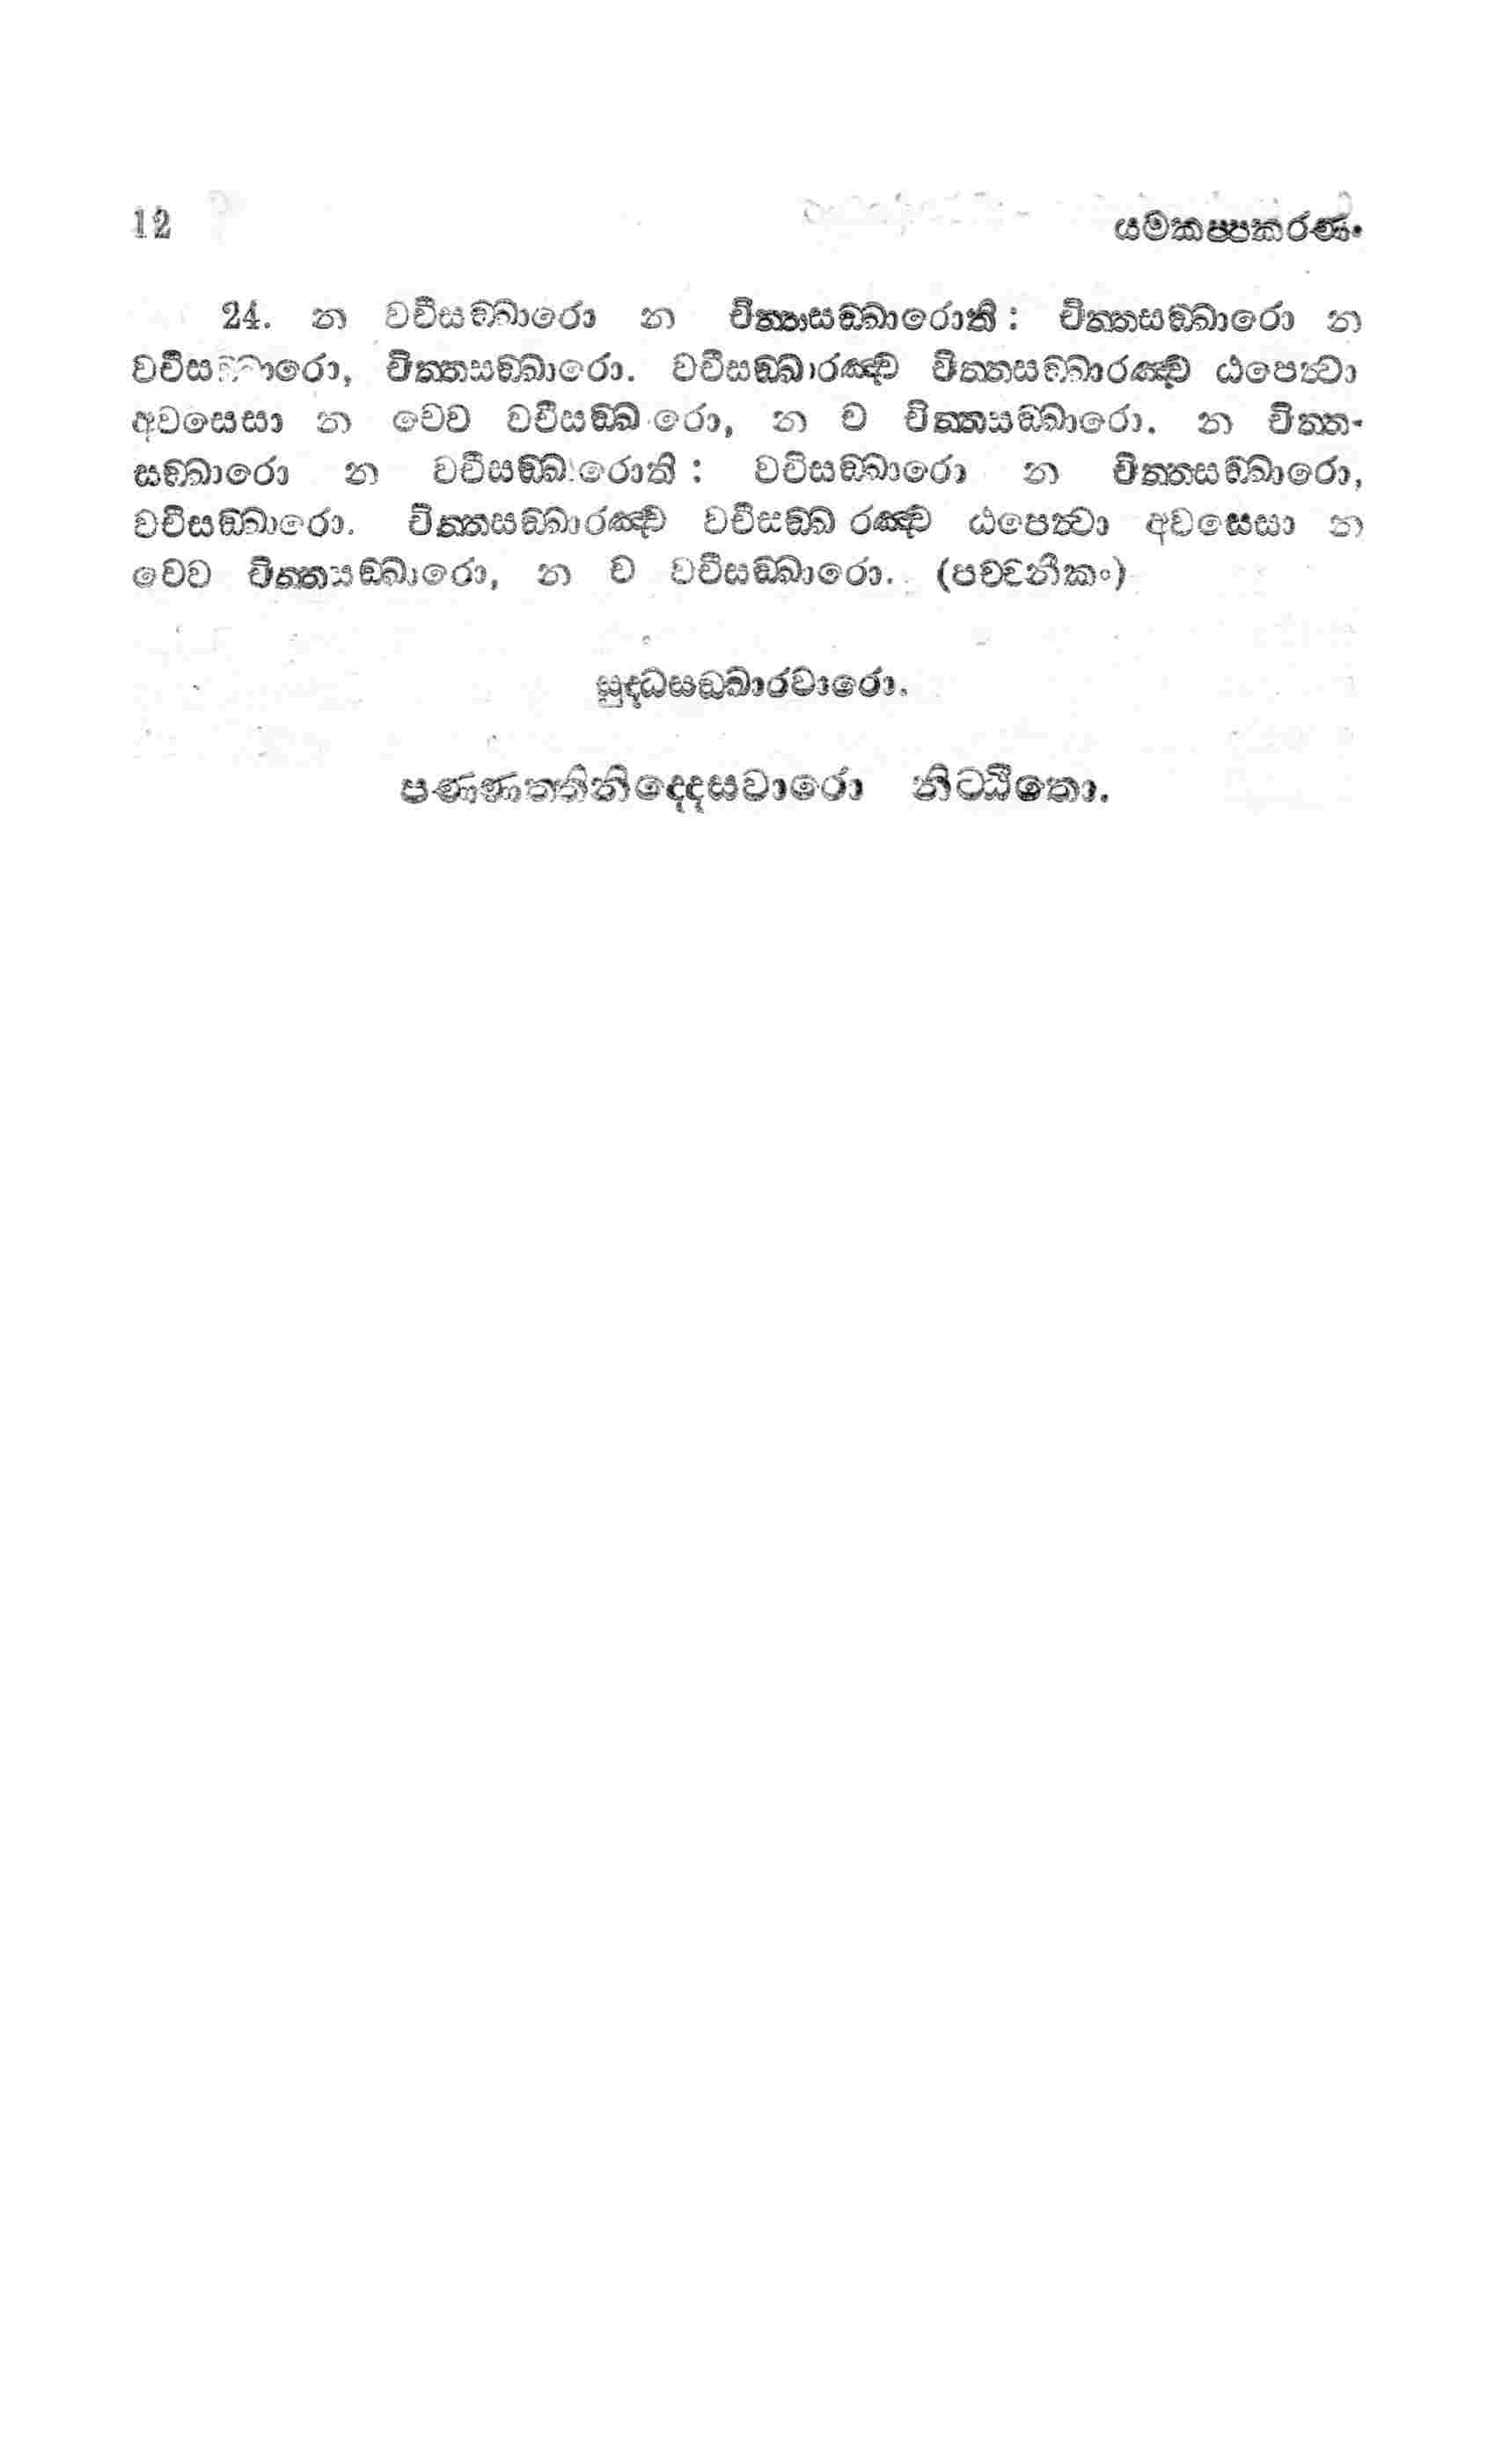 12 යමකප්පකරණං
24. න වචීසඞ්ඛාරො න චිත්තසඞ්ඛාරොති: චිත්තසඞ්ඛාරො න
වචීසඞ්ඛාරො, චිත්තසඞ්ඛාරො. වචීසඞ්ඛාරඤ්ච චිත්තසඞ්ඛාරඤ්ච ඨපෙත්වා
අවසෙසා න චෙව වචීසඞ්ඛාරො, න ච චිත්තසඞ්ඛාරො. න චිත්ත-
සඞ්ඛාරො න වචීසඞ්ඛාරොති: වචිසඞ්ඛාරො න චිත්තසඞ්ඛාරො,
වචීසඞ්ඛාරො. චිත්තසඞ්ඛාරඤ්ච වචීසඞ්ඛාරඤ්ච ඨපෙත්වා අවසෙසා න
චෙව චිත්තසඞ්ඛාරො, න ච වචීසඞ්ඛාරො. (පච්චනීකං)
සුද්ධසඞ්ඛාරවාරො.
පණ්ණත්තිනිද්දෙසවාරො නිට්ඨිතො.